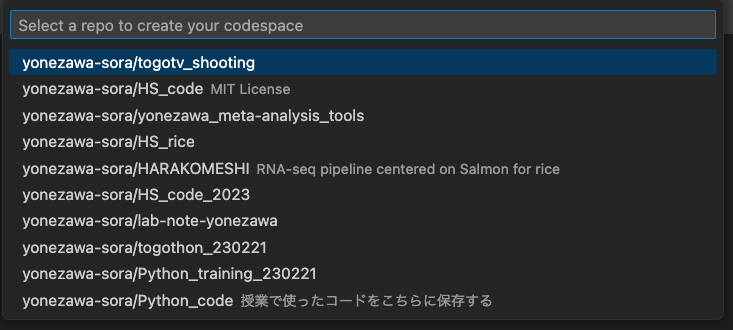 Select a repo to create your codespace
yonezawa-sora/togotv_shooting
yonezawa-sora/HS_code MIT License
yonezawa-sora/yonezawa_meta-analysis_tools
yonezawa-sora/HS_rice
yonezawa-sora/HARAKOMESHI RNA-seq pipeline centered on Salmon for rice
yonezawa-sora/HS_code_2023
yonezawa-sora/lab-note-yonezawa
yonezawa-sora/togothon_230221
yonezawa-sora/Python_training_230221
yonezawa-sora/Python_code 授業で使ったコードをこちらに保存する